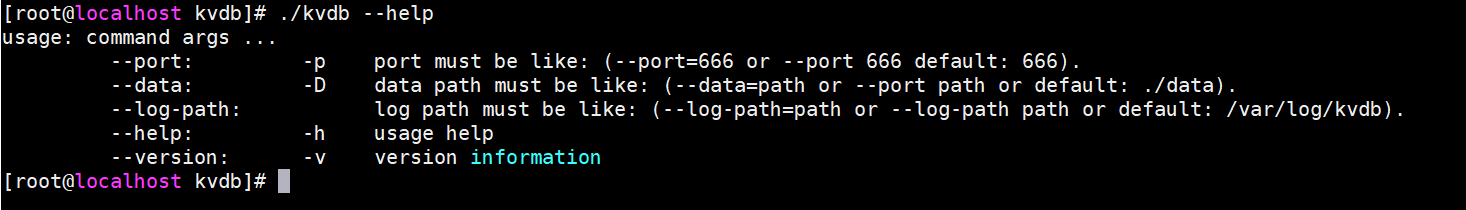 [root@localhost kvdb]# ./kvdb --help
usage: command args ...
         --port:         -p    port must be like: (--port=666 or --port 666 default: 666).
         --data:         -D    data path must be like: (--data=path or --port path or default: ./data).
         --log-path:           log path must be like: (--log-path=path or --log-path path or default: /var/log/kvdb).
         --help:         -h    usage help
         --version:      -v    version information
[root@localhost kvdb]#